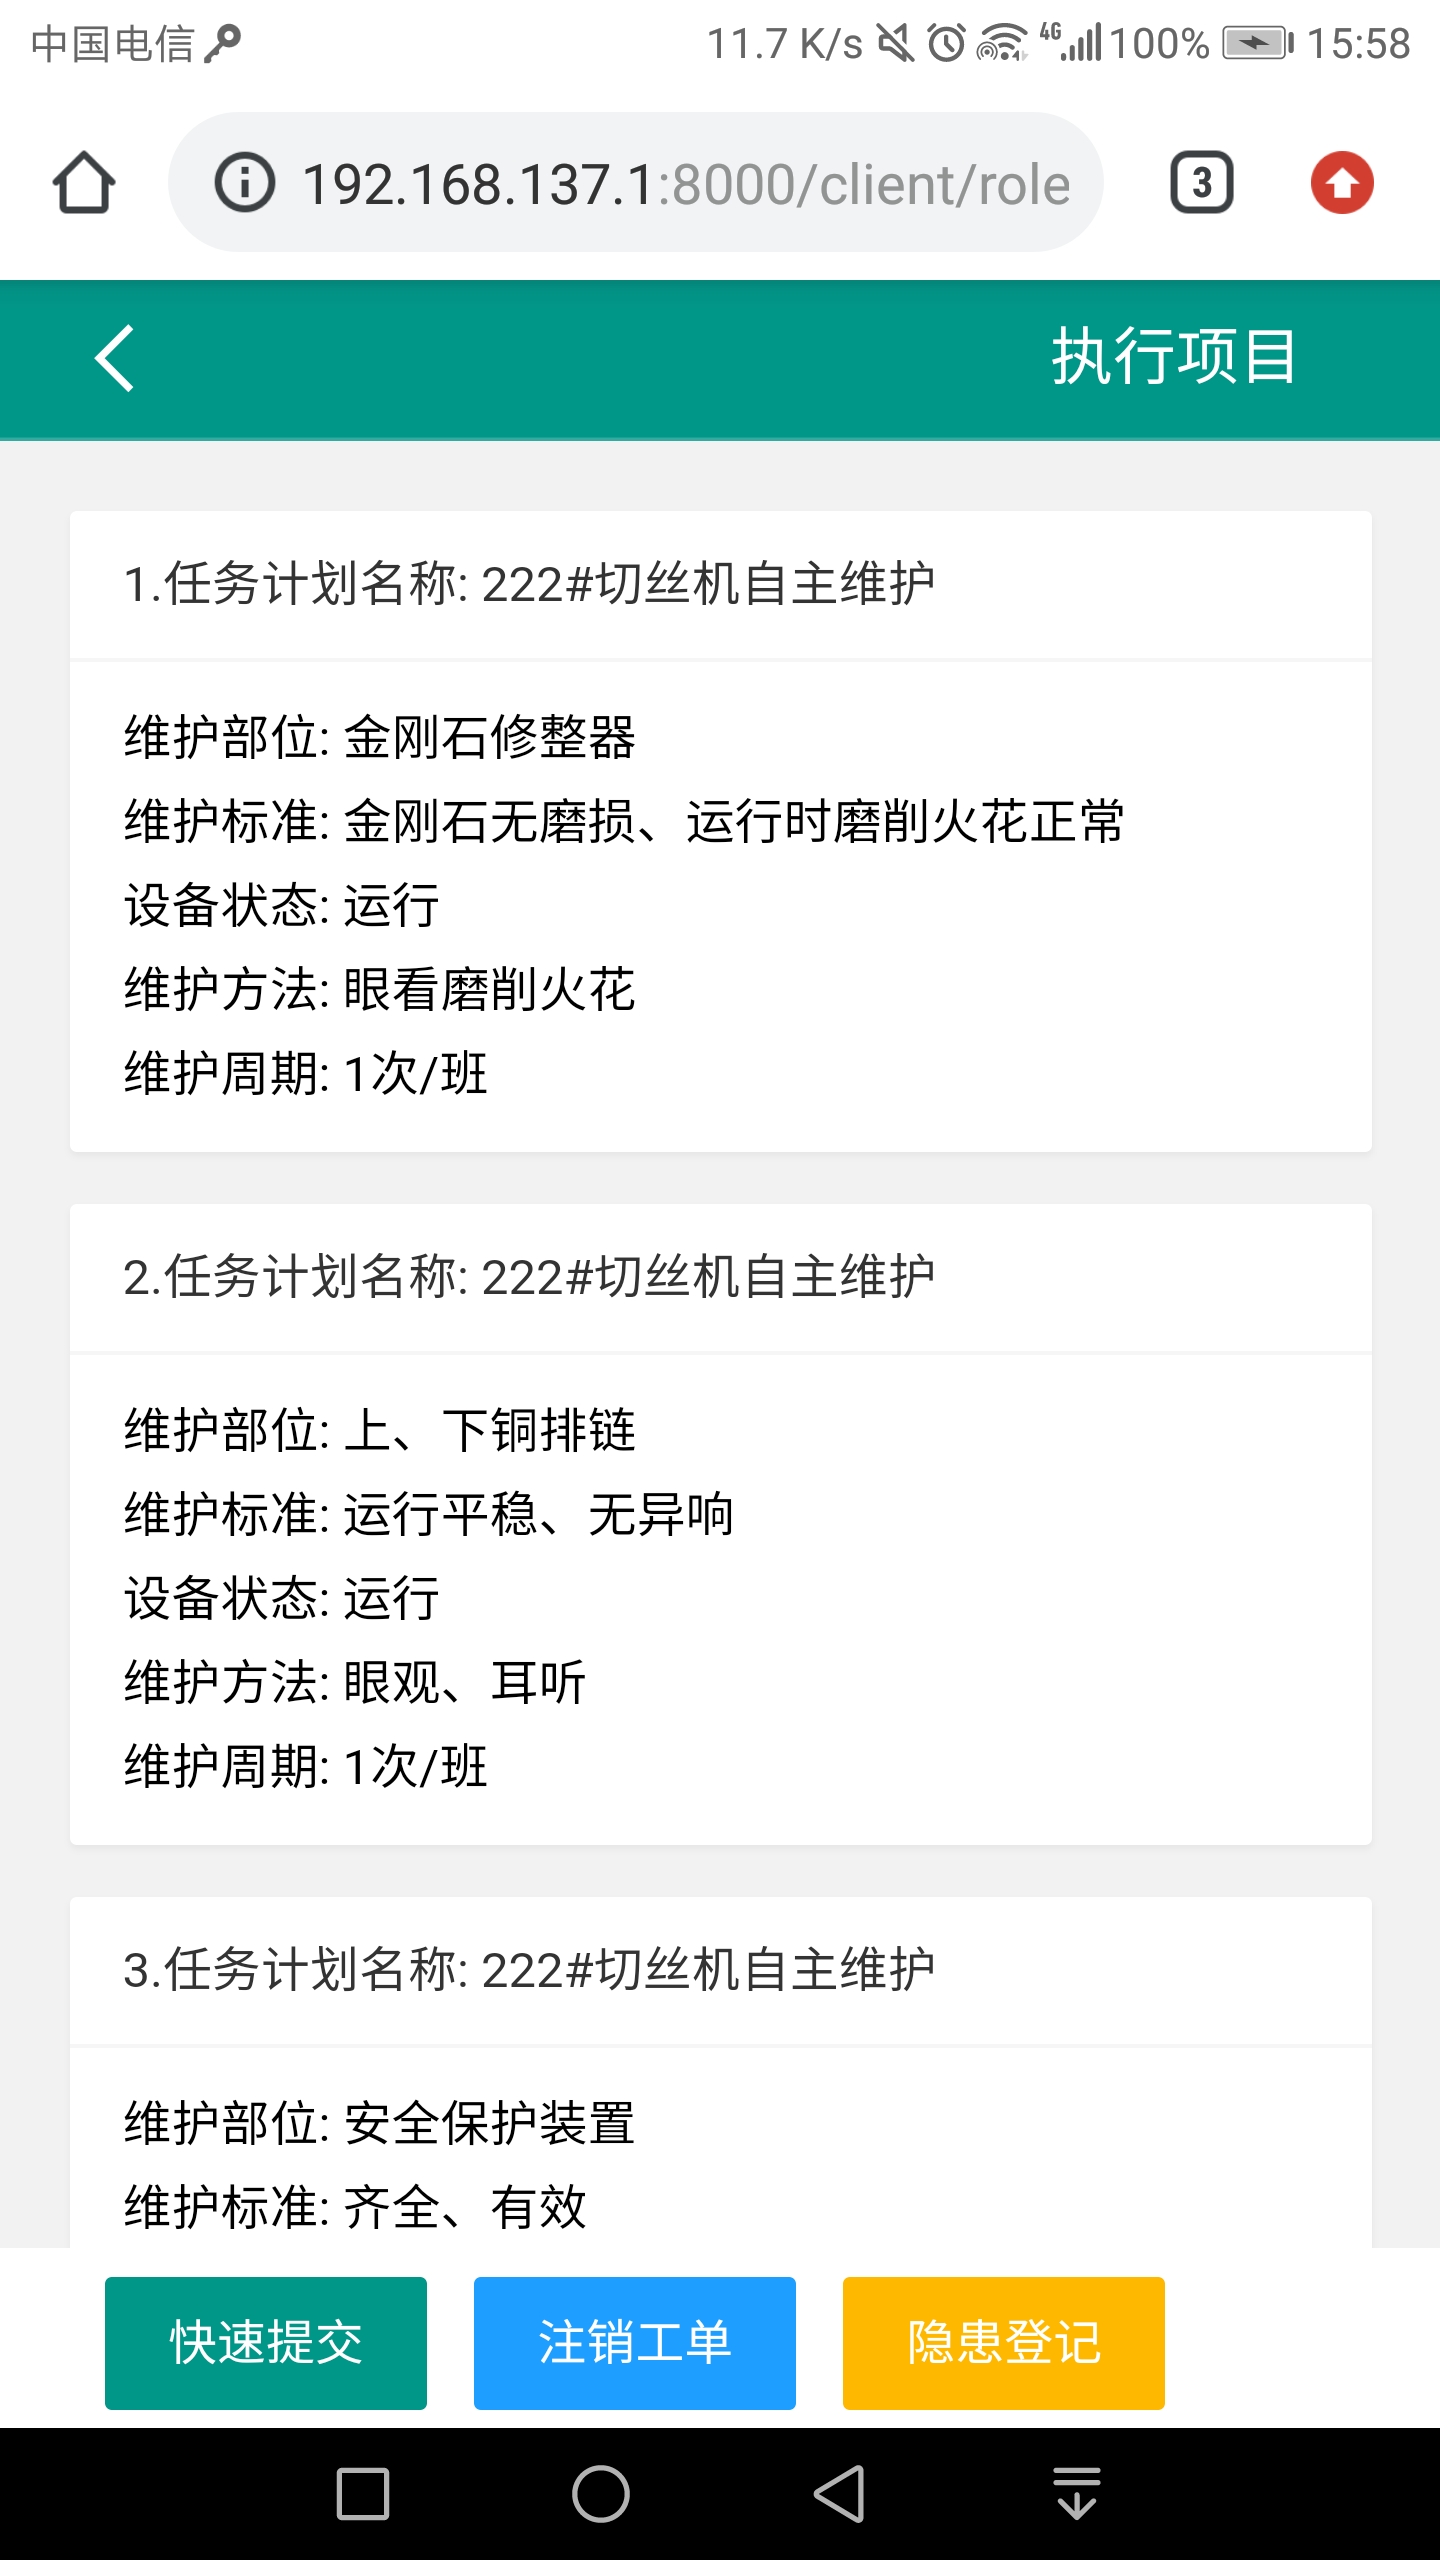 中国电信 11.7 K/s 4G 100% 15:58
192.168.137.1:8000/client/role 3
执行项目
1.任务计划名称: 222#切丝机自主维护
维护部位: 金刚石修整器
维护标准: 金刚石无磨损、运行时磨削火花正常
设备状态: 运行
维护方法: 眼看磨削火花
维护周期: 1次/班
2.任务计划名称: 222#切丝机自主维护
维护部位: 上、下铜排链
维护标准: 运行平稳、无异响
设备状态: 运行
维护方法: 眼观、耳听
维护周期: 1次/班
3.任务计划名称: 222#切丝机自主维护
维护部位: 安全保护装置
维护标准: 齐全、有效
快速提交 注销工单 隐患登记